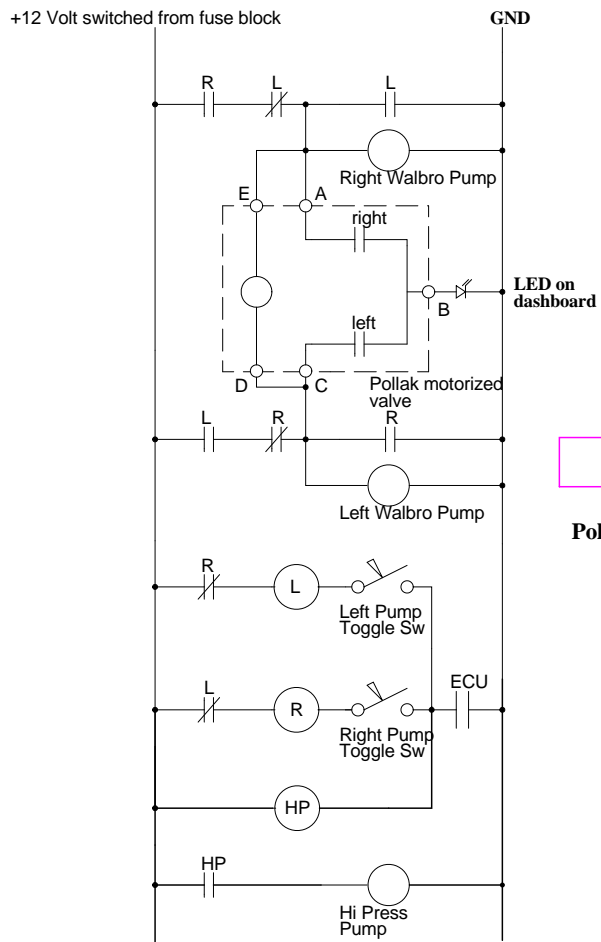 +12 Volt switched from fuse block
GND
R
L
L
Right Walbro Pump
E
A
right
B
LED on
dashboard
left
D
C
Pollak motorized
valve
L
R
R
Left Walbro Pump
Pol
R
L
Left Pump
Toggle Sw
L
ECU
R
Right Pump
Toggle Sw
HP
HP
Hi Press
Pump